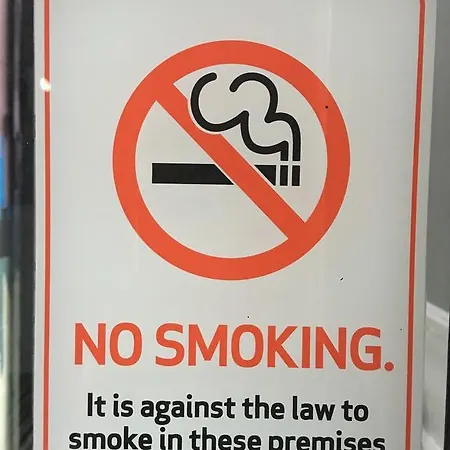 NO SMOKING.
It is against the law to
smoke in these premises